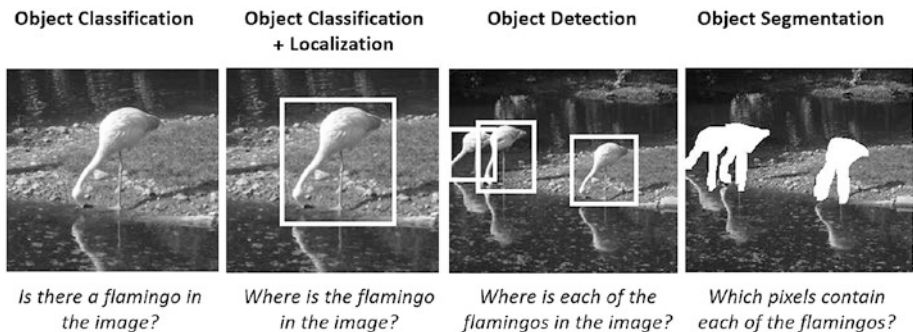 Object Classification
Object Classification
+ Localization
Object Detection
Object Segmentation
Is there a flamingo in
the image?
Where is the flamingo
in the image?
Where is each of the
flamingos in the image?
Which pixels contain
each of the flamingos?